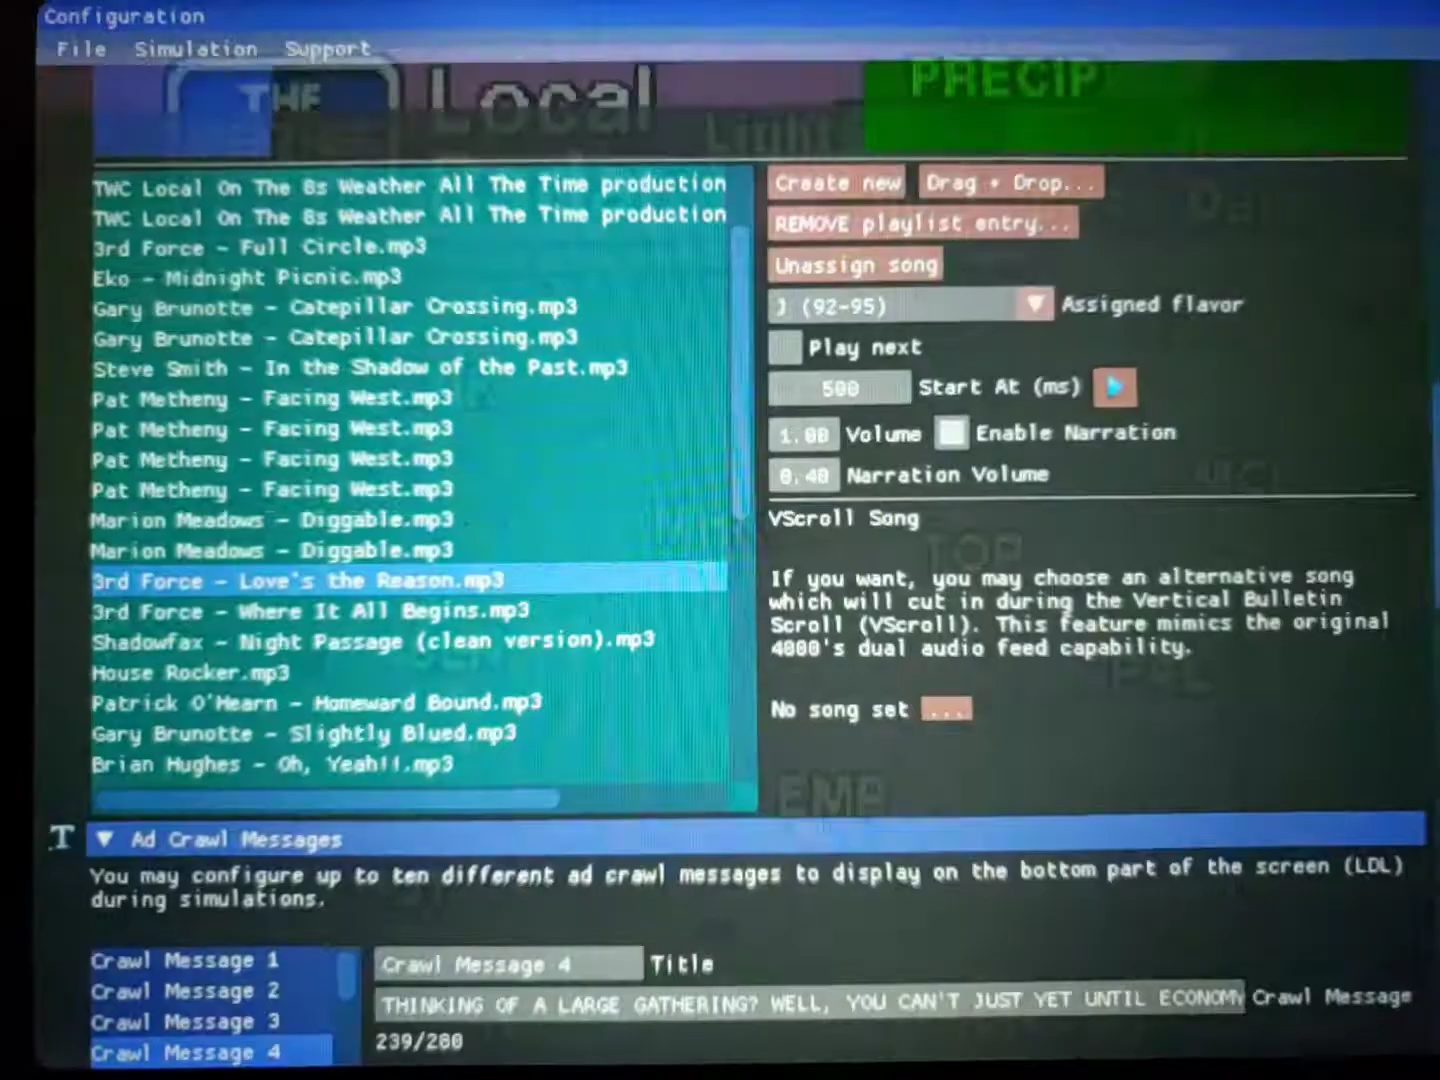 Configuration
File Simulation Support
THE Local PRECIP
Light
TWC Local On The 8s Weather All The Time production
TWC Local On The 8s Weather All The Time production
3rd Force - Full Circle.mp3
Eko - Midnight Picnic.mp3
Gary Brunotte - Catepillar Crossing.mp3
Gary Brunotte - Catepillar Crossing.mp3
Steve Smith - In the Shadow of the Past.mp3
Pat Metheny - Facing West.mp3
Pat Metheny - Facing West.mp3
Pat Metheny - Facing West.mp3
Pat Metheny - Facing West.mp3
Marion Meadows - Diggable.mp3
Marion Meadows - Diggable.mp3
3rd Force - Love's the Reason.mp3
3rd Force - Where It All Begins.mp3
Shadowfax - Night Passage (clean version).mp3
House Rocker.mp3
Patrick O'Hearn - Homeward Bound.mp3
Gary Brunotte - Slightly Blued.mp3
Brian Hughes - Oh, Yeah!!.mp3
Create new Drag + Drop...
REMOVE playlist entry...
Unassign song
J (92-95) Assigned flavor
Play next
500 Start At (ms)
1.00 Volume Enable Narration
0.40 Narration Volume
VScroll Song
TOP
If you want, you may choose an alternative song
which will cut in during the Vertical Bulletin
Scroll (VScroll). This feature mimics the original
4000's dual audio feed capability.
No song set ...
Ad Crawl Messages
You may configure up to ten different ad crawl messages to display on the bottom part of the screen (LDL)
during simulations.
Crawl Message 1
Crawl Message 2
Crawl Message 3
Crawl Message 4
Crawl Message 4 Title
THINKING OF A LARGE GATHERING? WELL, YOU CAN'T JUST YET UNTIL ECONOMY Crawl Message
239/280